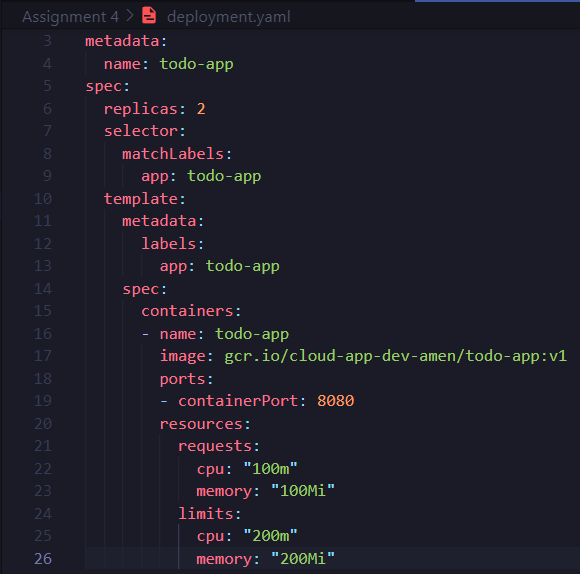 Assignment 4 > deployment.yaml
3 metadata:
4   name: todo-app
5 spec:
6   replicas: 2
7   selector:
8     matchLabels:
9       app: todo-app
10   template:
11     metadata:
12       labels:
13         app: todo-app
14     spec:
15       containers:
16       - name: todo-app
17         image: gcr.io/cloud-app-dev-amen/todo-app:v1
18         ports:
19         - containerPort: 8080
20         resources:
21           requests:
22             cpu: "100m"
23             memory: "100Mi"
24           limits:
25             cpu: "200m"
26             memory: "200Mi"